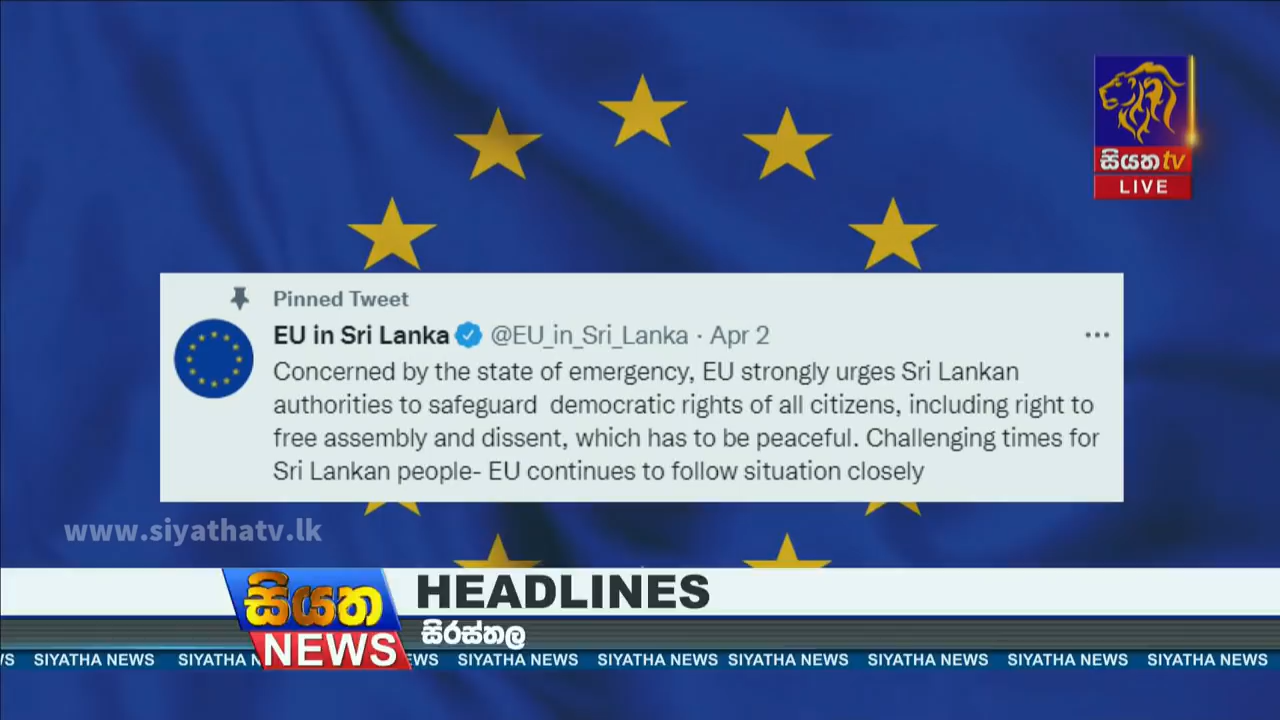 සියත tv
LIVE
Pinned Tweet
EU in Sri Lanka @EU_in_Sri_Lanka · Apr 2
Concerned by the state of emergency, EU strongly urges Sri Lankan
authorities to safeguard democratic rights of all citizens, including right to
free assembly and dissent, which has to be peaceful. Challenging times for
Sri Lankan people- EU continues to follow situation closely
www.siyathatv.lk
සියත
NEWS
HEADLINES
සිරස්තල
SIYATHA NEWS SIYATHA NEWS SIYATHA NEWS SIYATHA NEWS SIYATHA NEWS SIYATHA NEWS SIYATHA NEWS